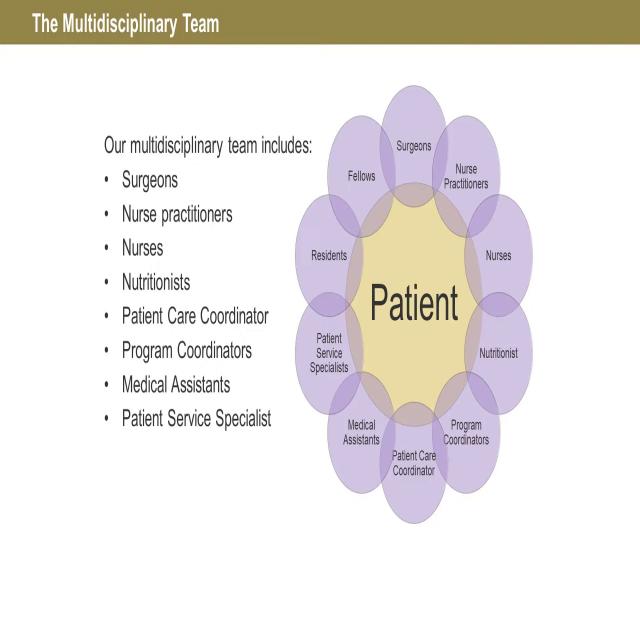 The Multidisciplinary Team
Our multidisciplinary team includes:
• Surgeons
• Nurse practitioners
• Nurses
• Nutritionists
• Patient Care Coordinator
• Program Coordinators
• Medical Assistants
• Patient Service Specialist
Surgeons
Nurse
Practitioners
Nurses
Nutritionist
Program
Coordinators
Patient Care
Coordinator
Medical
Assistants
Patient
Service
Specialists
Residents
Fellows
Patient